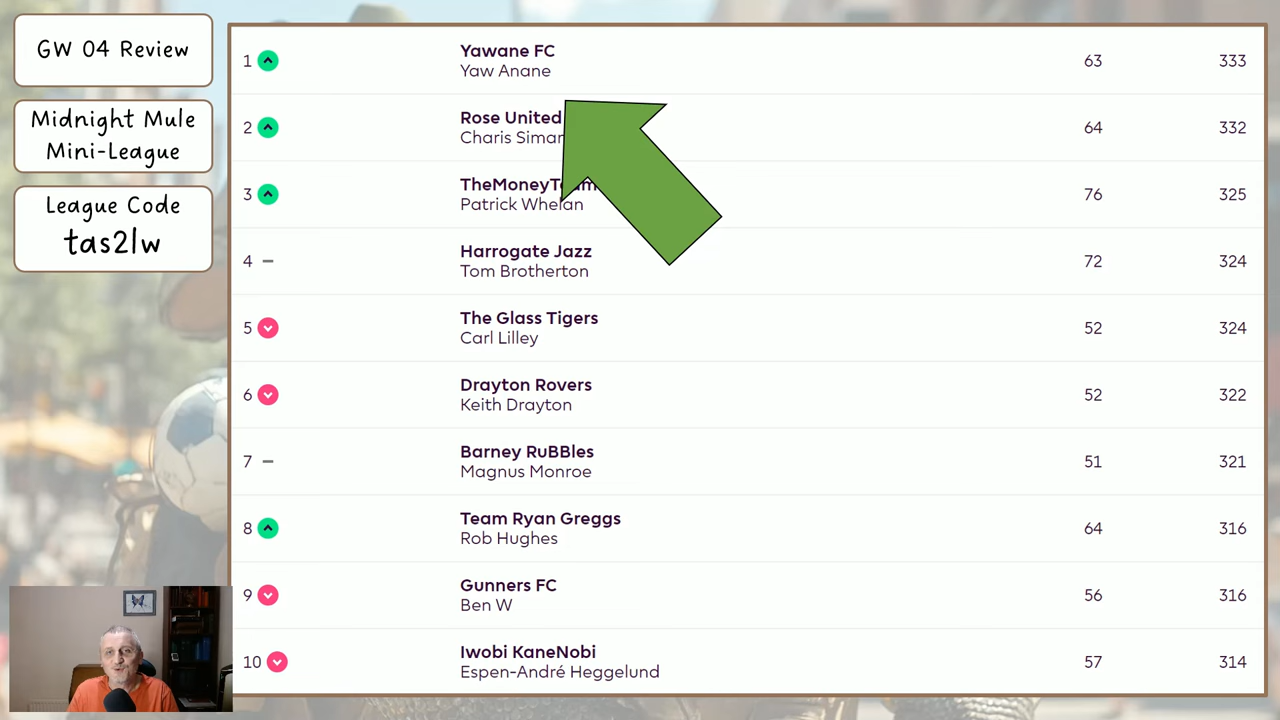 GW 04 Review
Midnight Mule
Mini-League
League Code
tas2lw
1 Yawane FC 63 333
Yaw Anane
2 Rose United 64 332
Charis
3 76 325
Patrick Whelan
4 Harrogate Jazz 72 324
Tom Brotherton
5 The Glass Tigers 52 324
Carl Lilley
6 Drayton Rovers 52 322
Keith Drayton
7 Barney RuBBles 51 321
Magnus Monroe
8 Team Ryan Greggs 64 316
Rob Hughes
9 Gunners FC 56 316
Ben W
10 Iwobi KaneNobi 57 314
Espen-André Heggelund